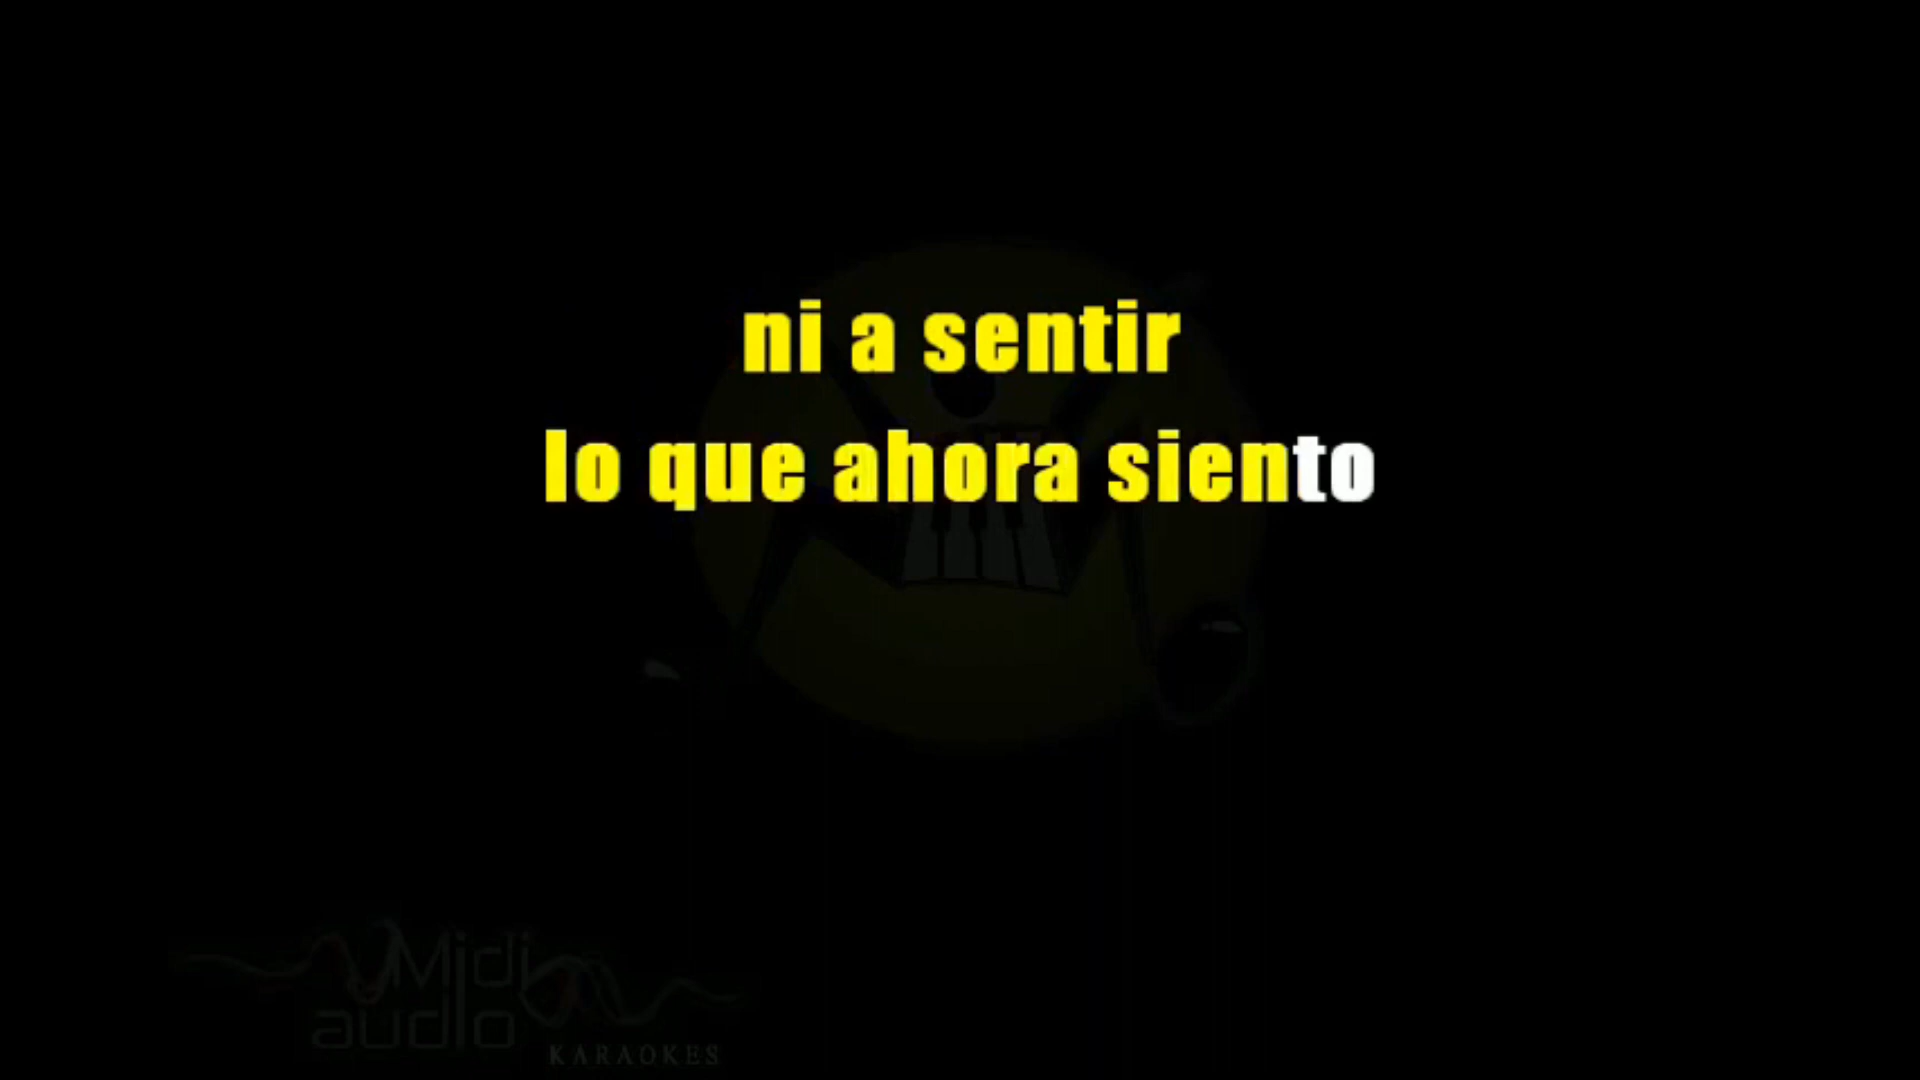 ni a sentir
lo que ahora siento
Midi
audio
KARAOKES